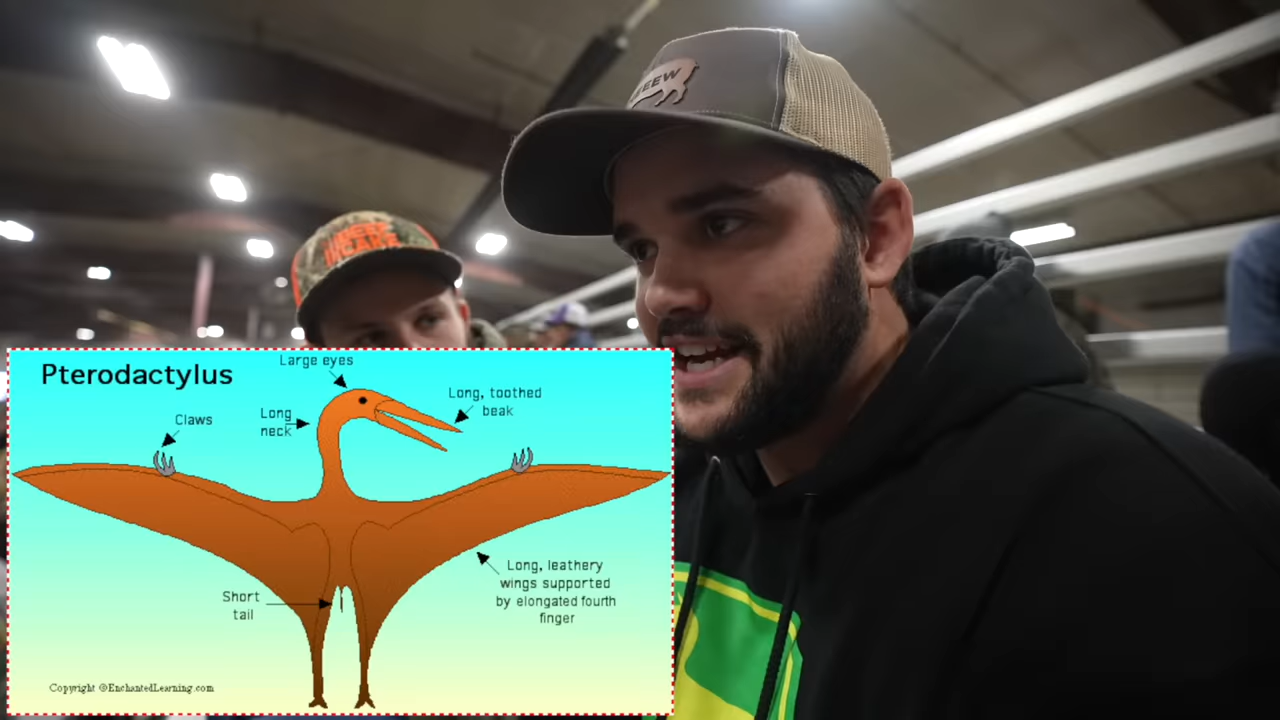 Pterodactylus
Large eyes
Long, toothed
beak
Claws
Long
neck
Long, leathery
wings supported
by elongated fourth
finger
Short
tail
Copyright ©EnchantedLearning.com